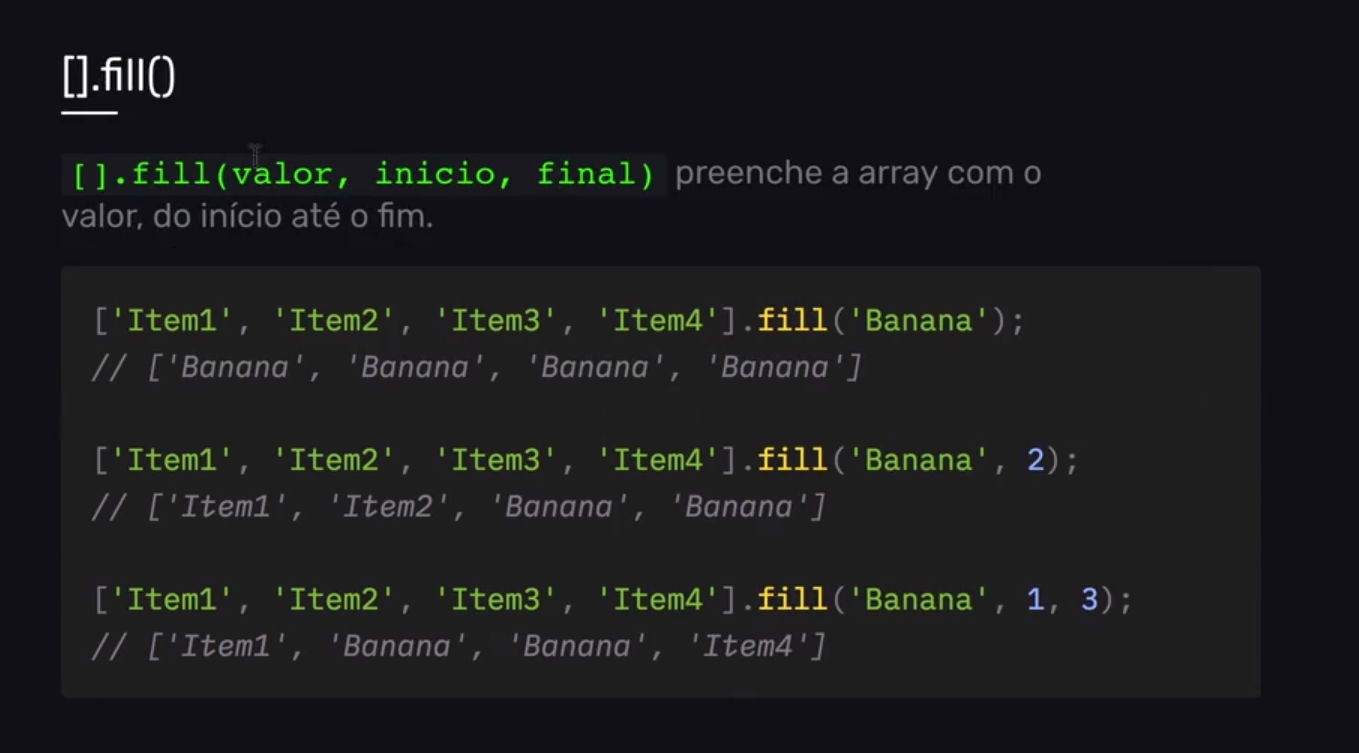 [].fill()
[].fill(valor, inicio, final) preenche a array com o
valor, do início até o fim.
['Item1', 'Item2', 'Item3', 'Item4'].fill('Banana');
// ['Banana', 'Banana', 'Banana', 'Banana']
['Item1', 'Item2', 'Item3', 'Item4'].fill('Banana', 2);
// ['Item1', 'Item2', 'Banana', 'Banana']
['Item1', 'Item2', 'Item3', 'Item4'].fill('Banana', 1, 3);
// ['Item1', 'Banana', 'Banana', 'Item4']